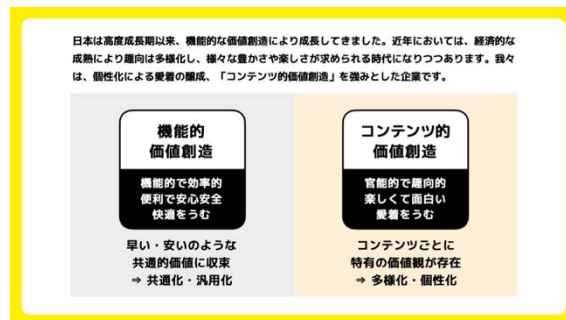 日本は高度成長期以来、機能的な価値創造により成長してきました。近年においては、経済的な
成熟により趣向は多様化し、様々な豊かさや楽しさが求められる時代になりつつあります。我々
は、個性化による愛着の醸成、「コンテンツ的価値創造」を強みとした企業です。
機能的
価値創造
機能的で効率的
便利で安心安全
快適をうむ
早い・安いのような
共通的価値に収束
⇒ 共通化・汎用化
コンテンツ的
価値創造
官能的で趣向的
楽しくて面白い
愛着をうむ
コンテンツごとに
特有の価値観が存在
⇒ 多様化・個性化